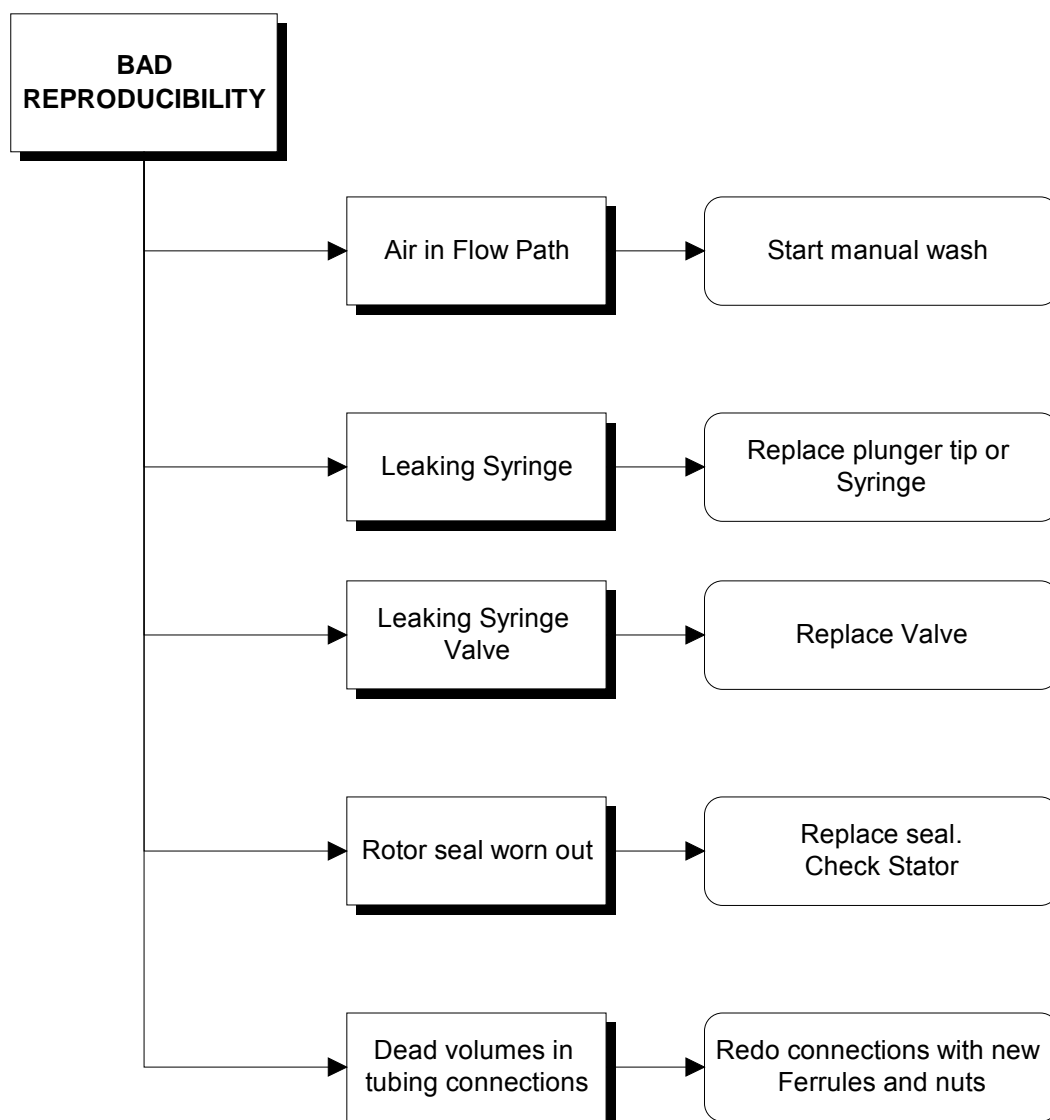 BAD
REPRODUCIBILITY
Air in Flow Path
Start manual wash
Leaking Syringe
Replace plunger tip or
Syringe
Leaking Syringe
Valve
Replace Valve
Rotor seal worn out
Replace seal.
Check Stator
Dead volumes in
tubing connections
Redo connections with new
Ferrules and nuts